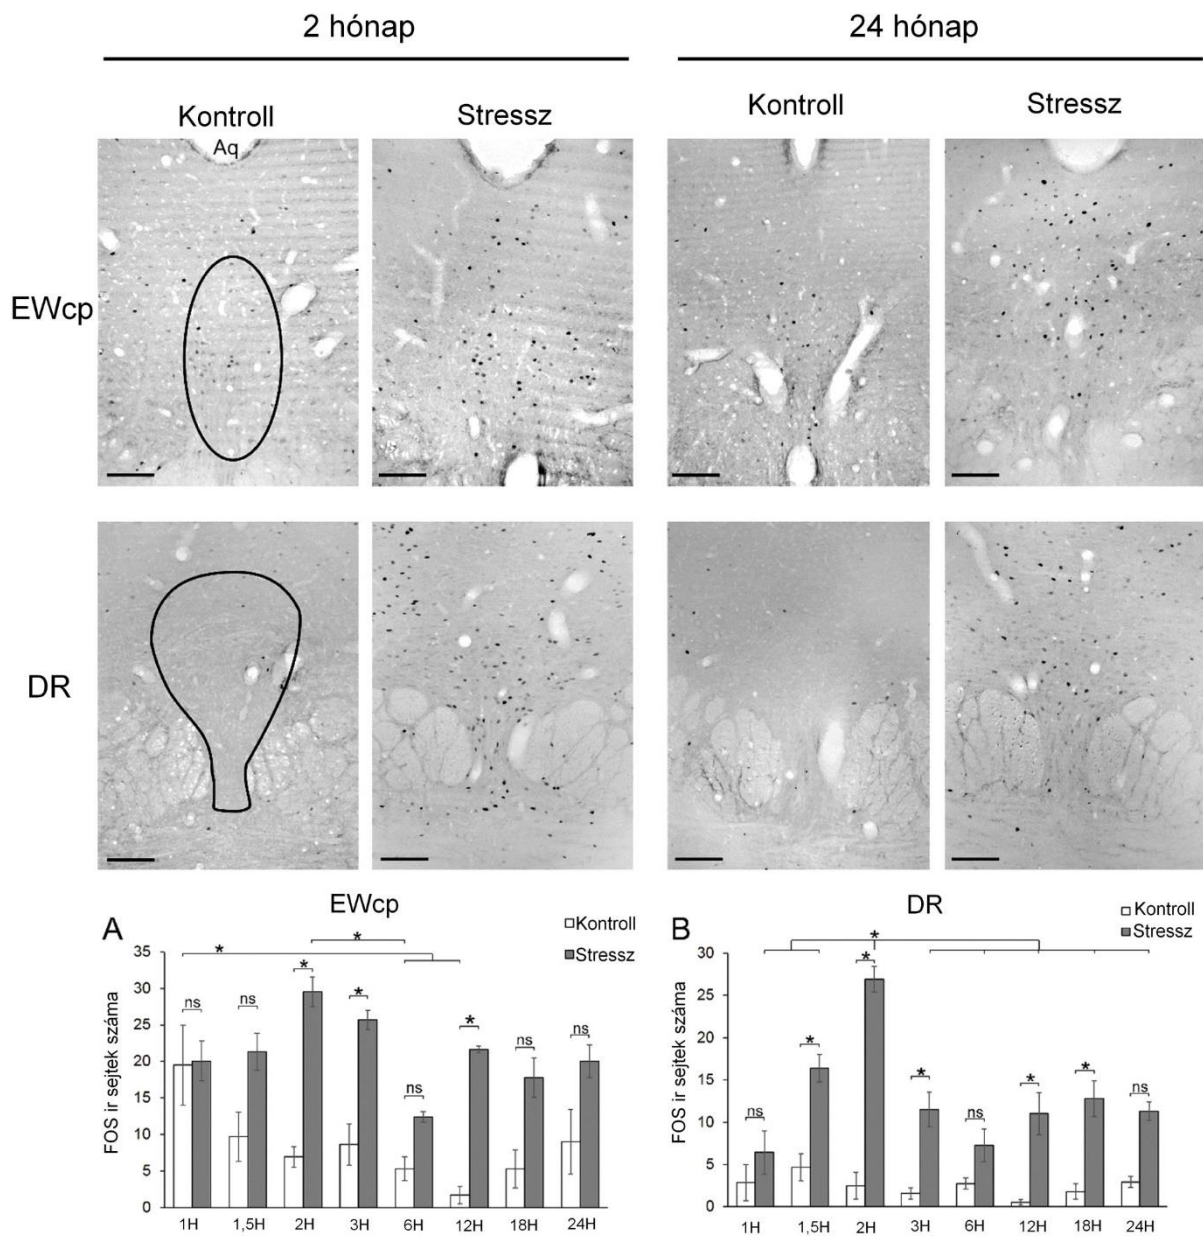 2 hónap
24 hónap
Kontroll
Stressz
Kontroll
Stressz
Aq
EWcp
DR
A
EWcp
Kontroll
Stressz
FOS ir sejtek száma
35
30
25
20
15
10
5
0
*
*
ns
ns
*
*
ns
*
ns
ns
1H 1,5H 2H 3H 6H 12H 18H 24H
B
DR
Kontroll
Stressz
FOS ir sejtek száma
30
25
20
15
10
5
0
*
ns
*
*
*
ns
*
*
ns
1H 1,5H 2H 3H 6H 12H 18H 24H